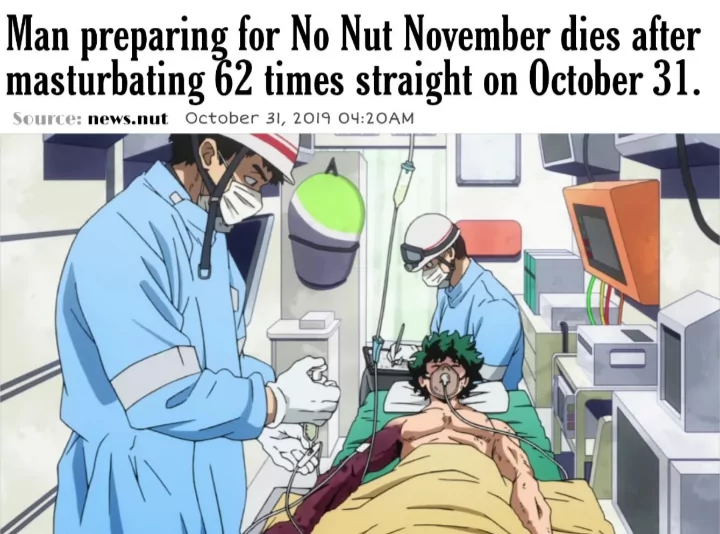 Man preparing for No Nut November dies after
masturbating 62 times straight on October 31.
Source: news.nut October 31, 2019 04:20AM